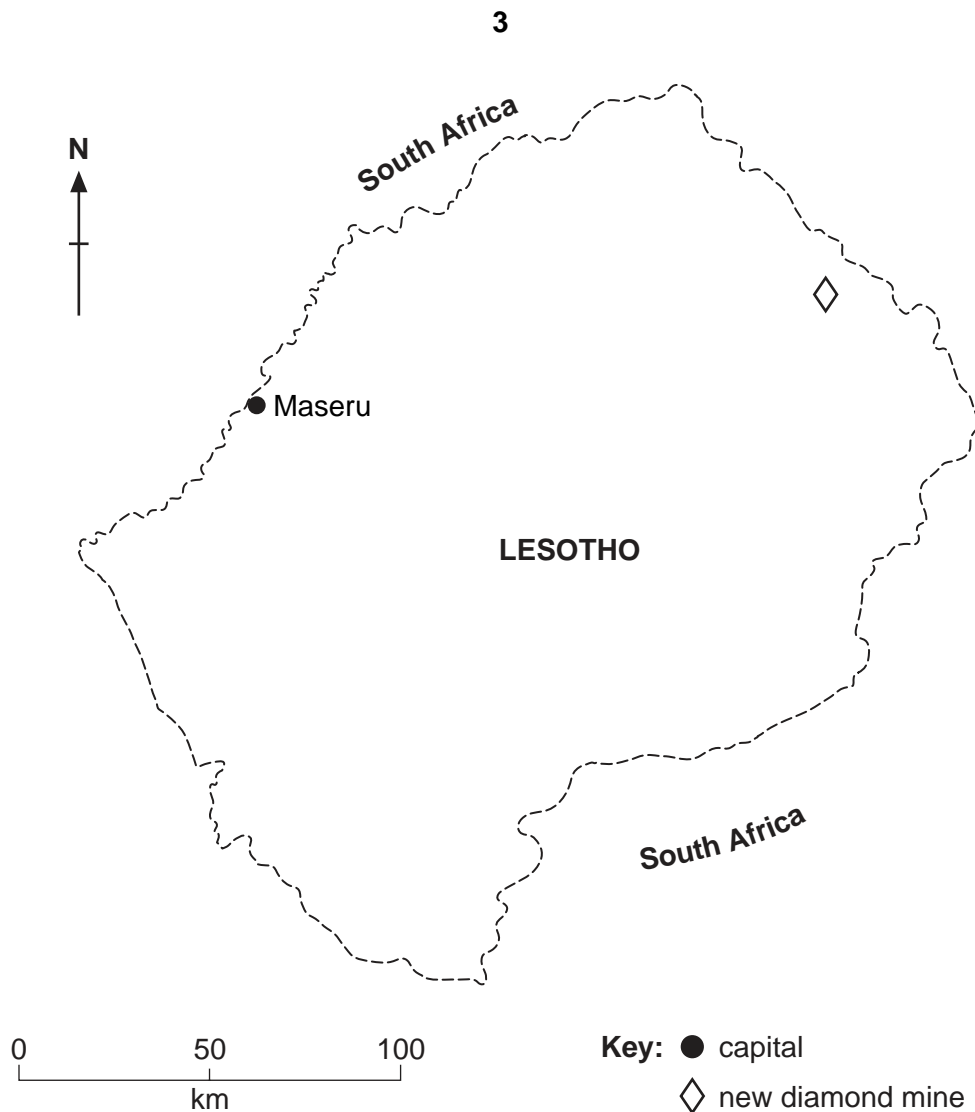 3
South Africa
N
Maseru
LESOTHO
South Africa
0 50 100
km
Key: capital
new diamond mine